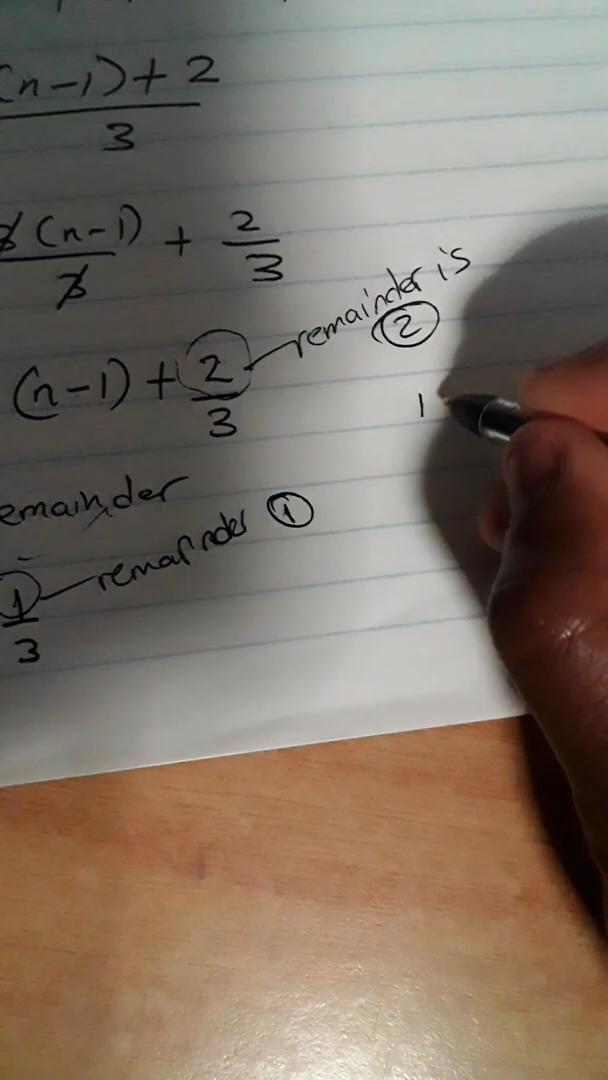 (n-1)+2
3
3(n-1) + 2
3 3
(n-1) + 2 remainder is
3 2
1
emainder
1 remainder 1
3